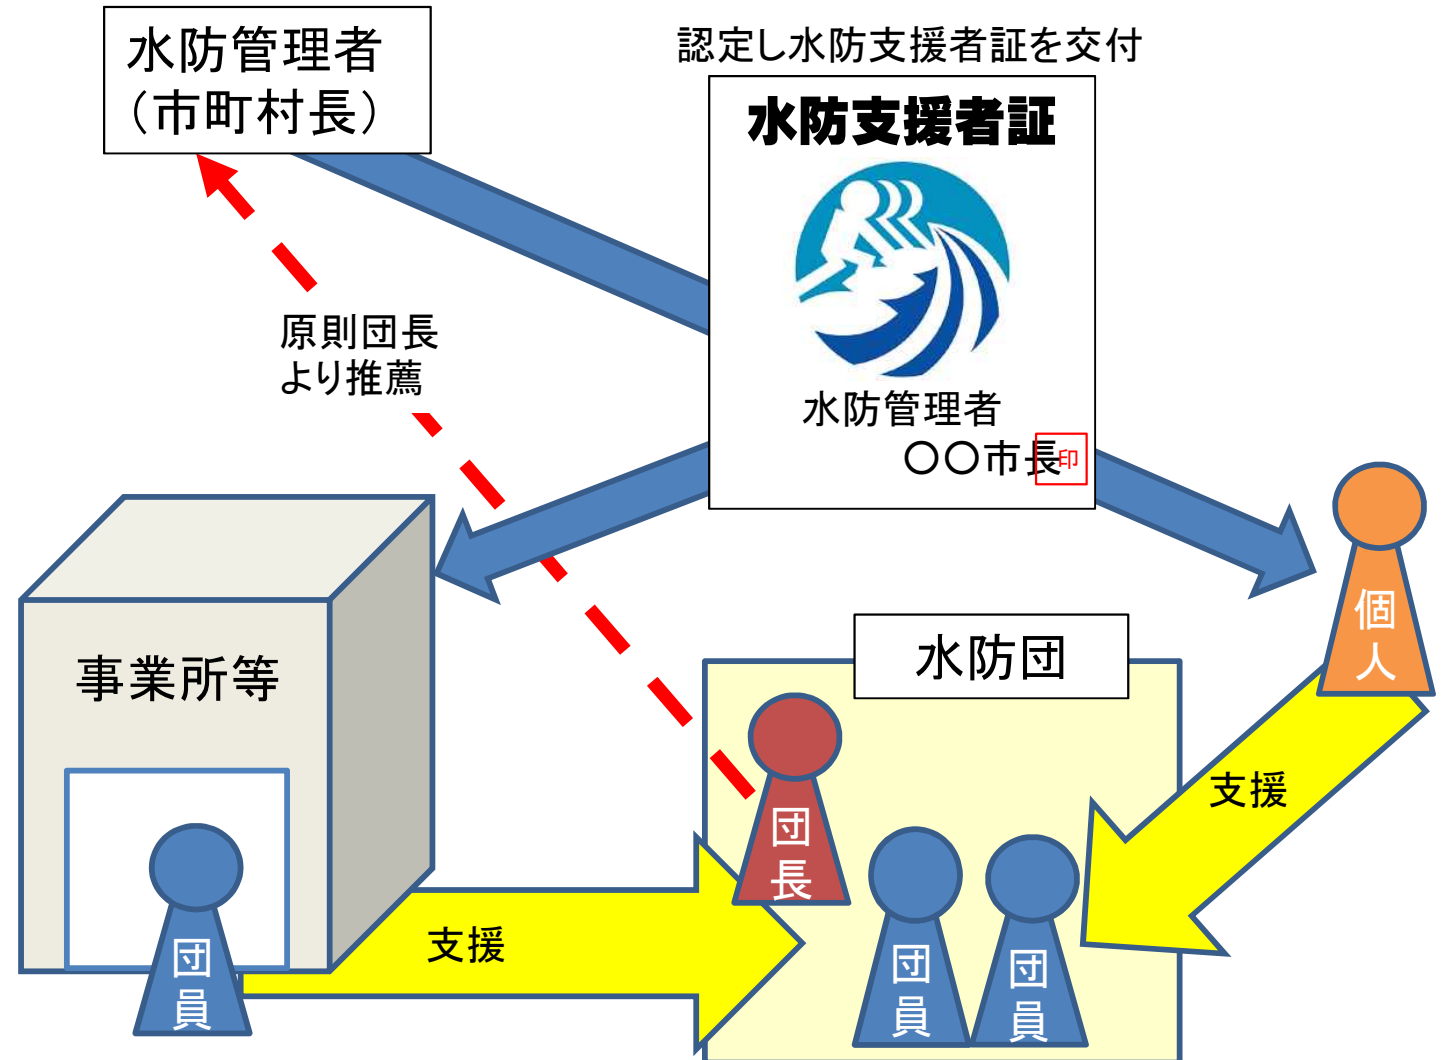 水防管理者
（市町村長）
認定し水防支援者証を交付
水防支援者証
水防管理者
〇〇市長
印
原則団長
より推薦
事業所等
団員
支援
水防団
団長
団員
団員
個人
支援